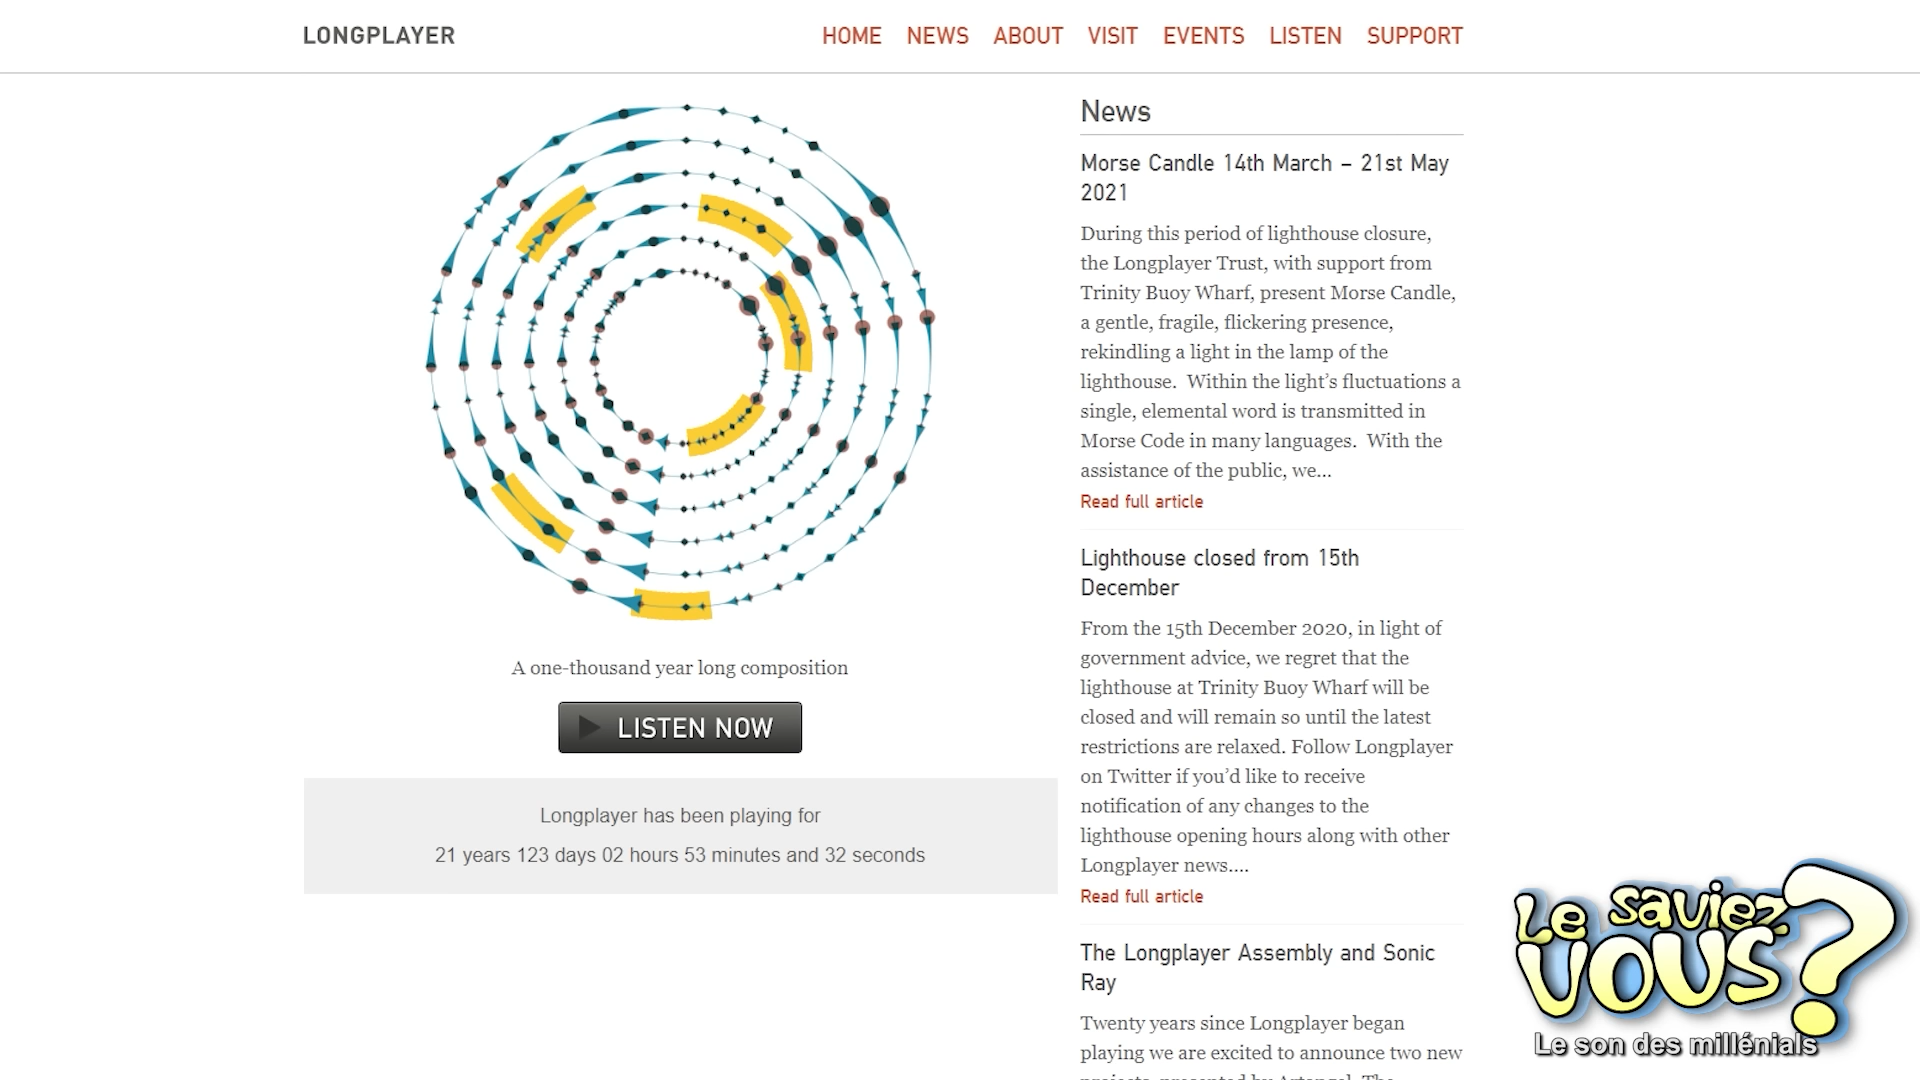 LONGPLAYER
HOME NEWS ABOUT VISIT EVENTS LISTEN SUPPORT
A one-thousand year long composition
LISTEN NOW
Longplayer has been playing for
21 years 123 days 02 hours 53 minutes and 32 seconds
News
Morse Candle 14th March – 21st May
2021
During this period of lighthouse closure,
the Longplayer Trust, with support from
Trinity Buoy Wharf, present Morse Candle,
a gentle, fragile, flickering presence,
rekindling a light in the lamp of the
lighthouse.  Within the light’s fluctuations a
single, elemental word is transmitted in
Morse Code in many languages.  With the
assistance of the public, we...
Read full article
Lighthouse closed from 15th
December
From the 15th December 2020, in light of
government advice, we regret that the
lighthouse at Trinity Buoy Wharf will be
closed and will remain so until the latest
restrictions are relaxed. Follow Longplayer
on Twitter if you’d like to receive
notification of any changes to the
lighthouse opening hours along with other
Longplayer news....
Read full article
The Longplayer Assembly and Sonic
Ray
Twenty years since Longplayer began
playing we are excited to announce two new
Le saviez
VOUS?
Le son des millénials